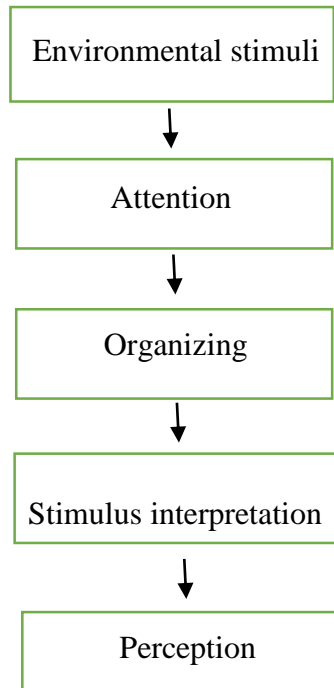 Environmental stimuli
Attention
Organizing
Stimulus interpretation
Perception